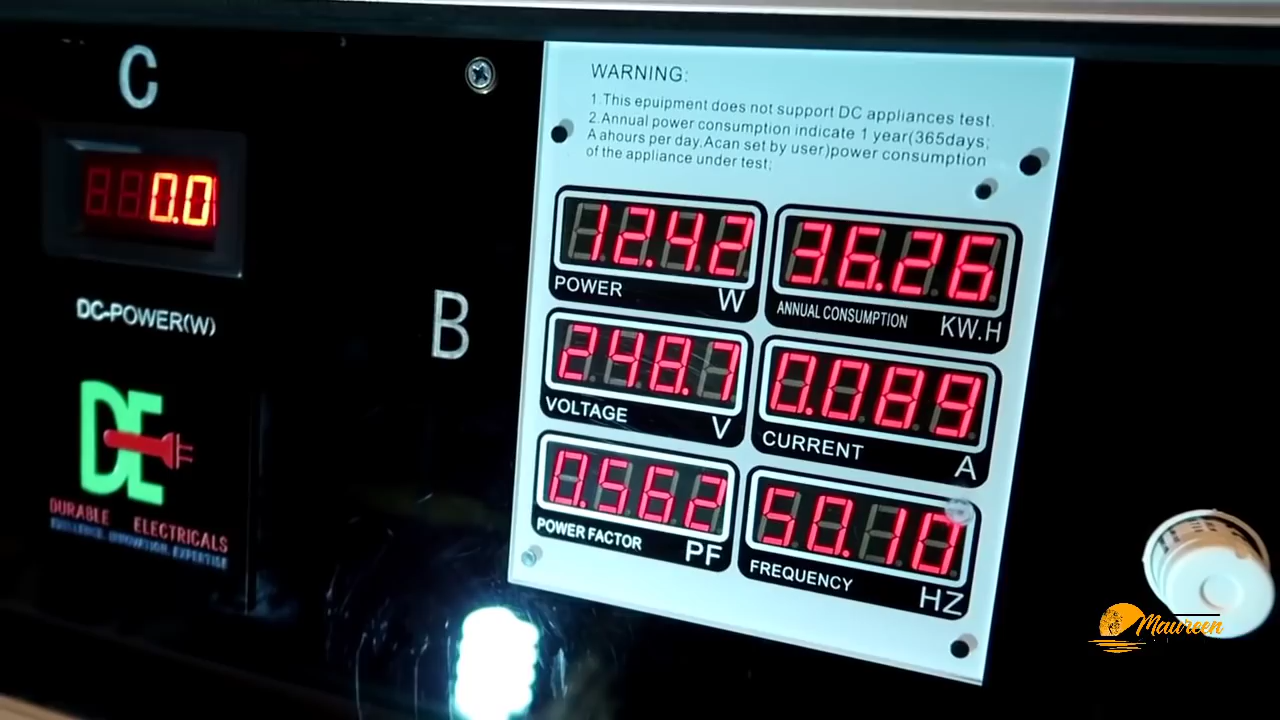 C
0.0
DC-POWER(W)
DE
DURABLE ELECTRICALS
B
WARNING:
1.This epuipment does not support DC appliances test.
2.Annual power consumption indicate 1 year(365days;
A ahours per day,Acan set by user)power consumption
of the appliance under test;
12.42
POWER W
36.26
ANNUAL CONSUMPTION KW.H
248.7
VOLTAGE V
0.089
CURRENT A
0.562
POWER FACTOR PF
50.10
FREQUENCY HZ
Maureen